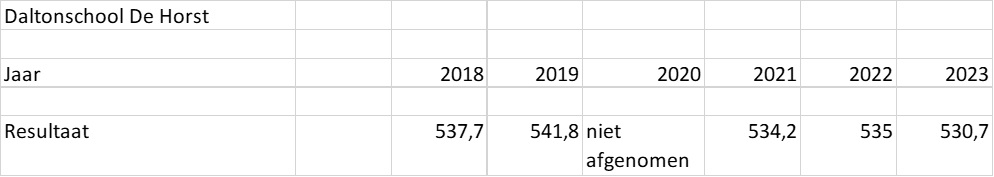 Daltonschool De Horst
Jaar 2018 2019 2020 2021 2022 2023
Resultaat 537,7 541,8 niet afgenomen 534,2 535 530,7